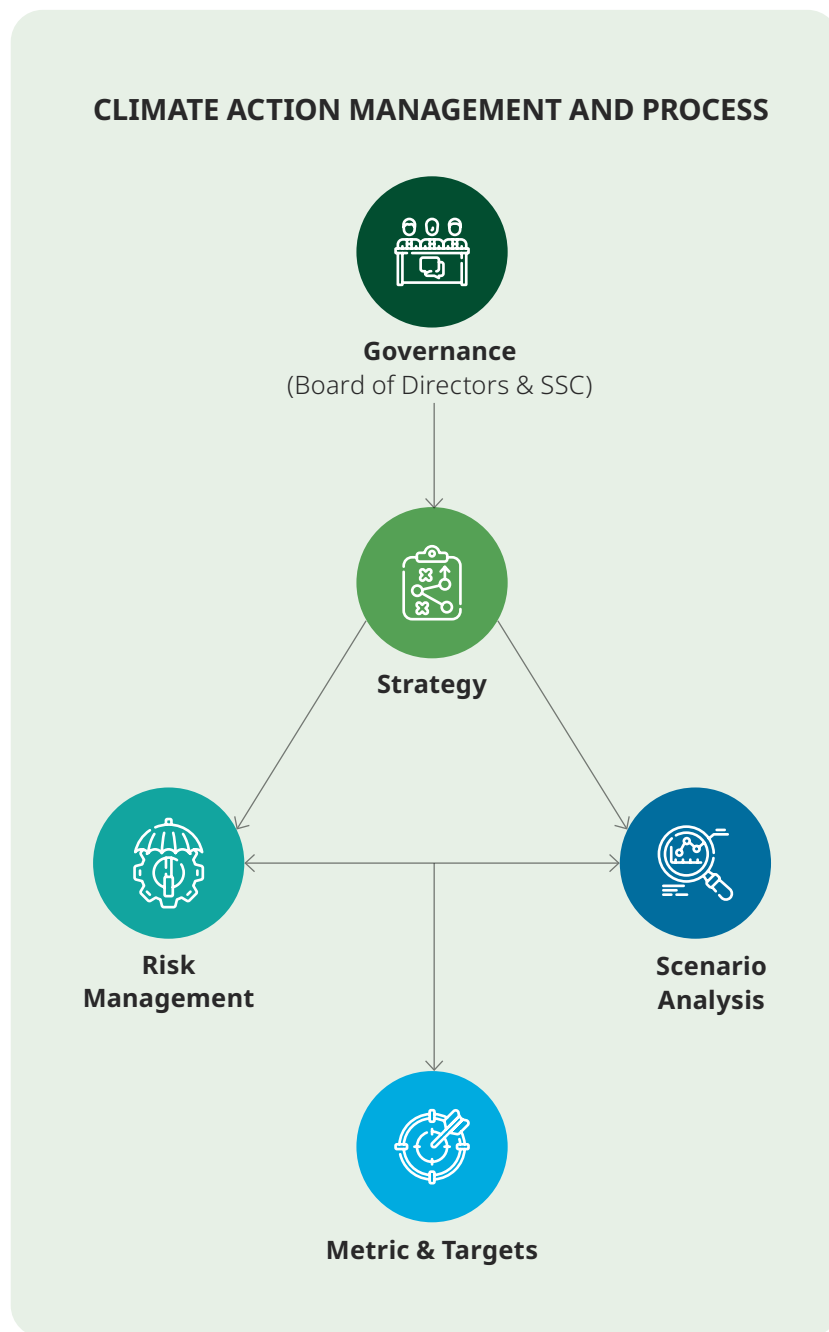 CLIMATE ACTION MANAGEMENT AND PROCESS
Governance
(Board of Directors & SSC)
Strategy
Risk
Management
Scenario
Analysis
Metric & Targets